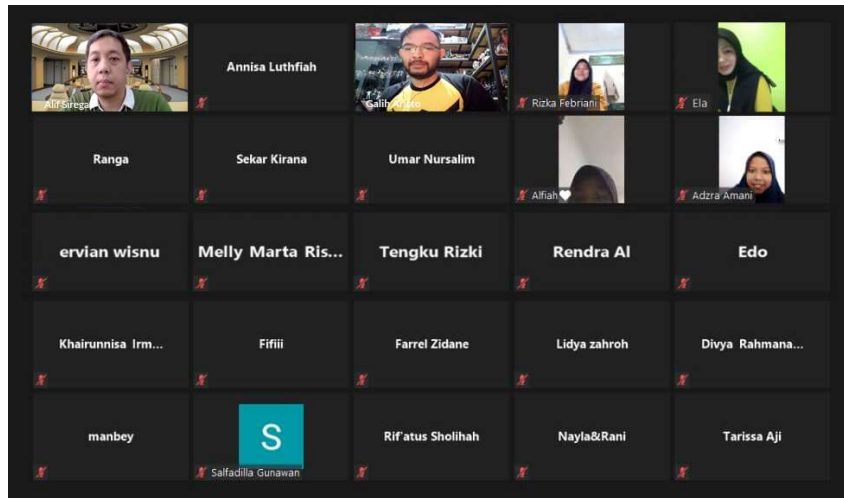 Alif Siregar
Annisa Luthfiah
Galih Aristo
Rizka Febriani
Ela
Ranga
Sekar Kirana
Umar Nursalim
Alfiah🤍
Adzra Amani
ervian wisnu
Melly Marta Ris...
Tengku Rizki
Rendra Al
Edo
Khairunnisa Irm...
Fifiii
Farrel Zidane
Lidya zahroh
Divya Rahmana...
manbey
S
Salfadilla Gunawan
Rif'atus Sholihah
Nayla&Rani
Tarissa Aji